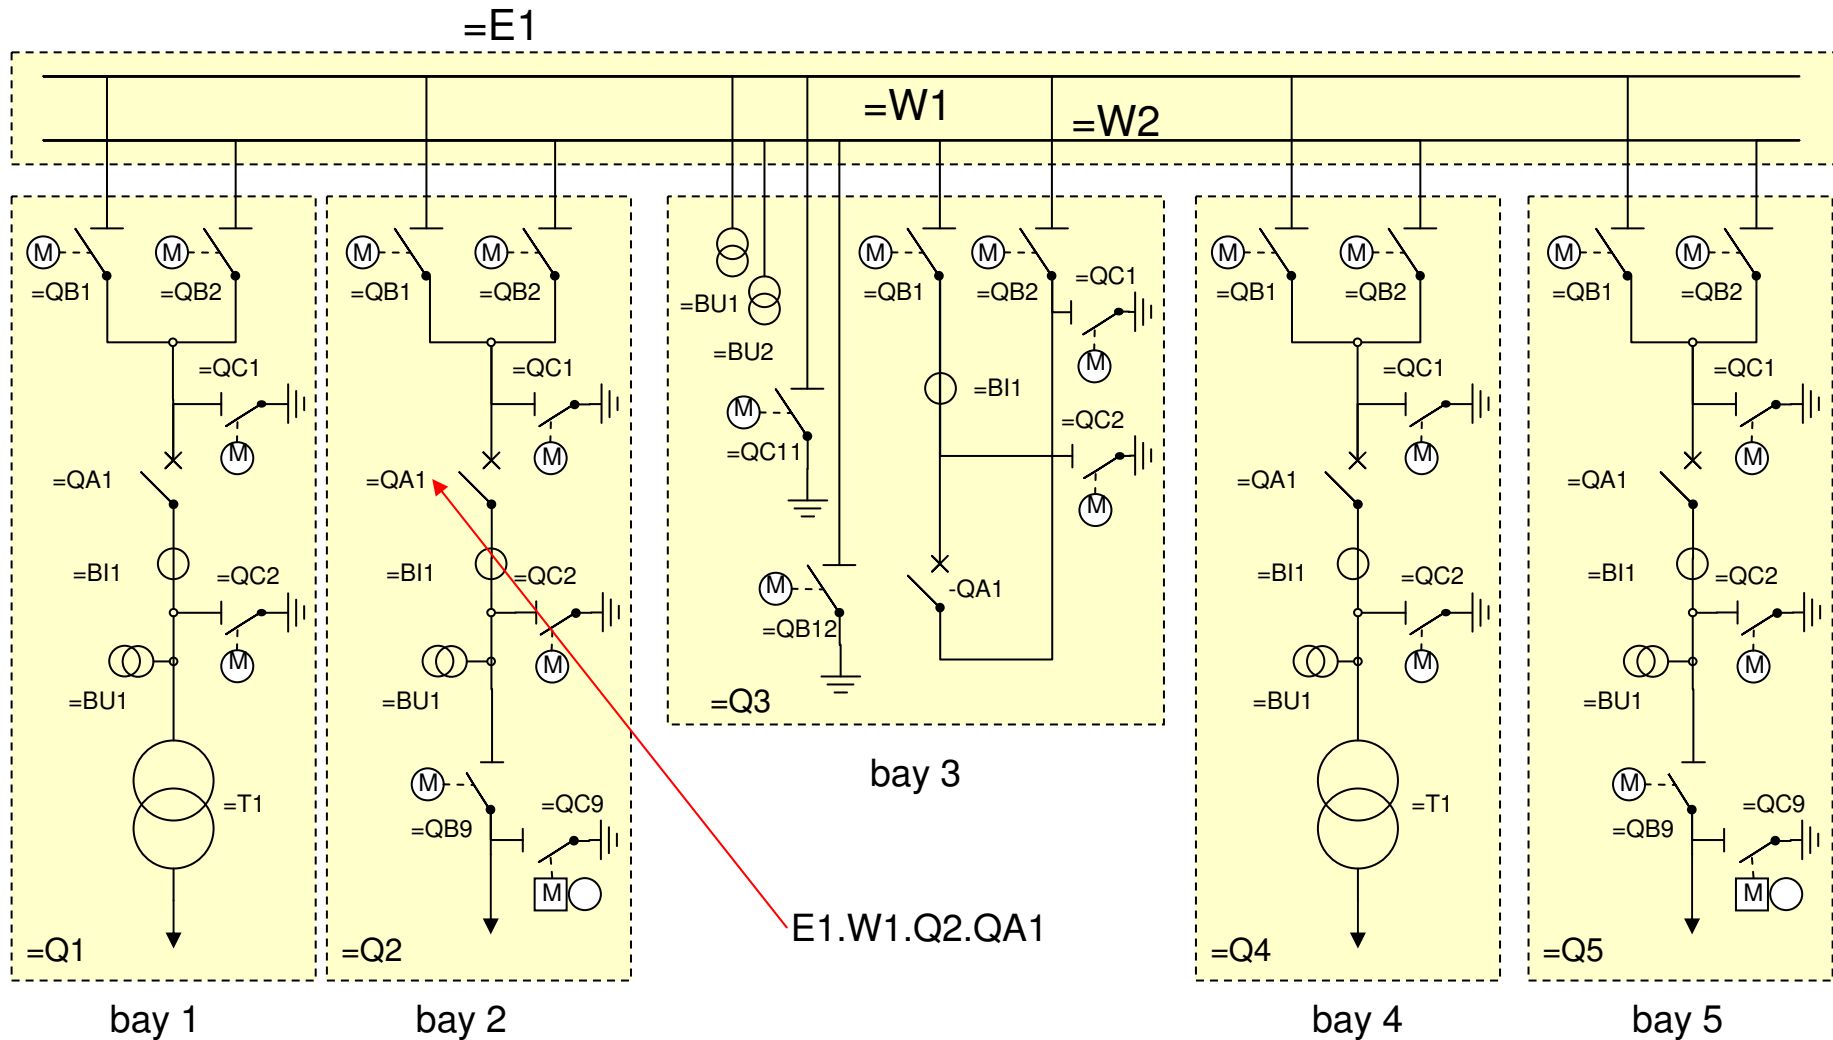 =E1
=W1
=W2
M
M
=QB1
=QB2
=QC1
M
=QA1
=BI1
=QC2
M
=BU1
=T1
=Q1
bay 1
M
M
=QB1
=QB2
=QC1
M
=QA1
=BI1
=QC2
M
=BU1
M
=QB9
=QC9
M
=Q2
bay 2
E1.W1.Q2.QA1
=BU1
=BU2
M
=QC11
M
=QB12
M
M
=QB1
=QB2
=QC1
M
=BI1
=QC2
M
-QA1
=Q3
bay 3
M
M
=QB1
=QB2
=QC1
M
=QA1
=BI1
=QC2
M
=BU1
=T1
=Q4
bay 4
M
M
=QB1
=QB2
=QC1
M
=QA1
=BI1
=QC2
M
=BU1
M
=QB9
=QC9
M
=Q5
bay 5